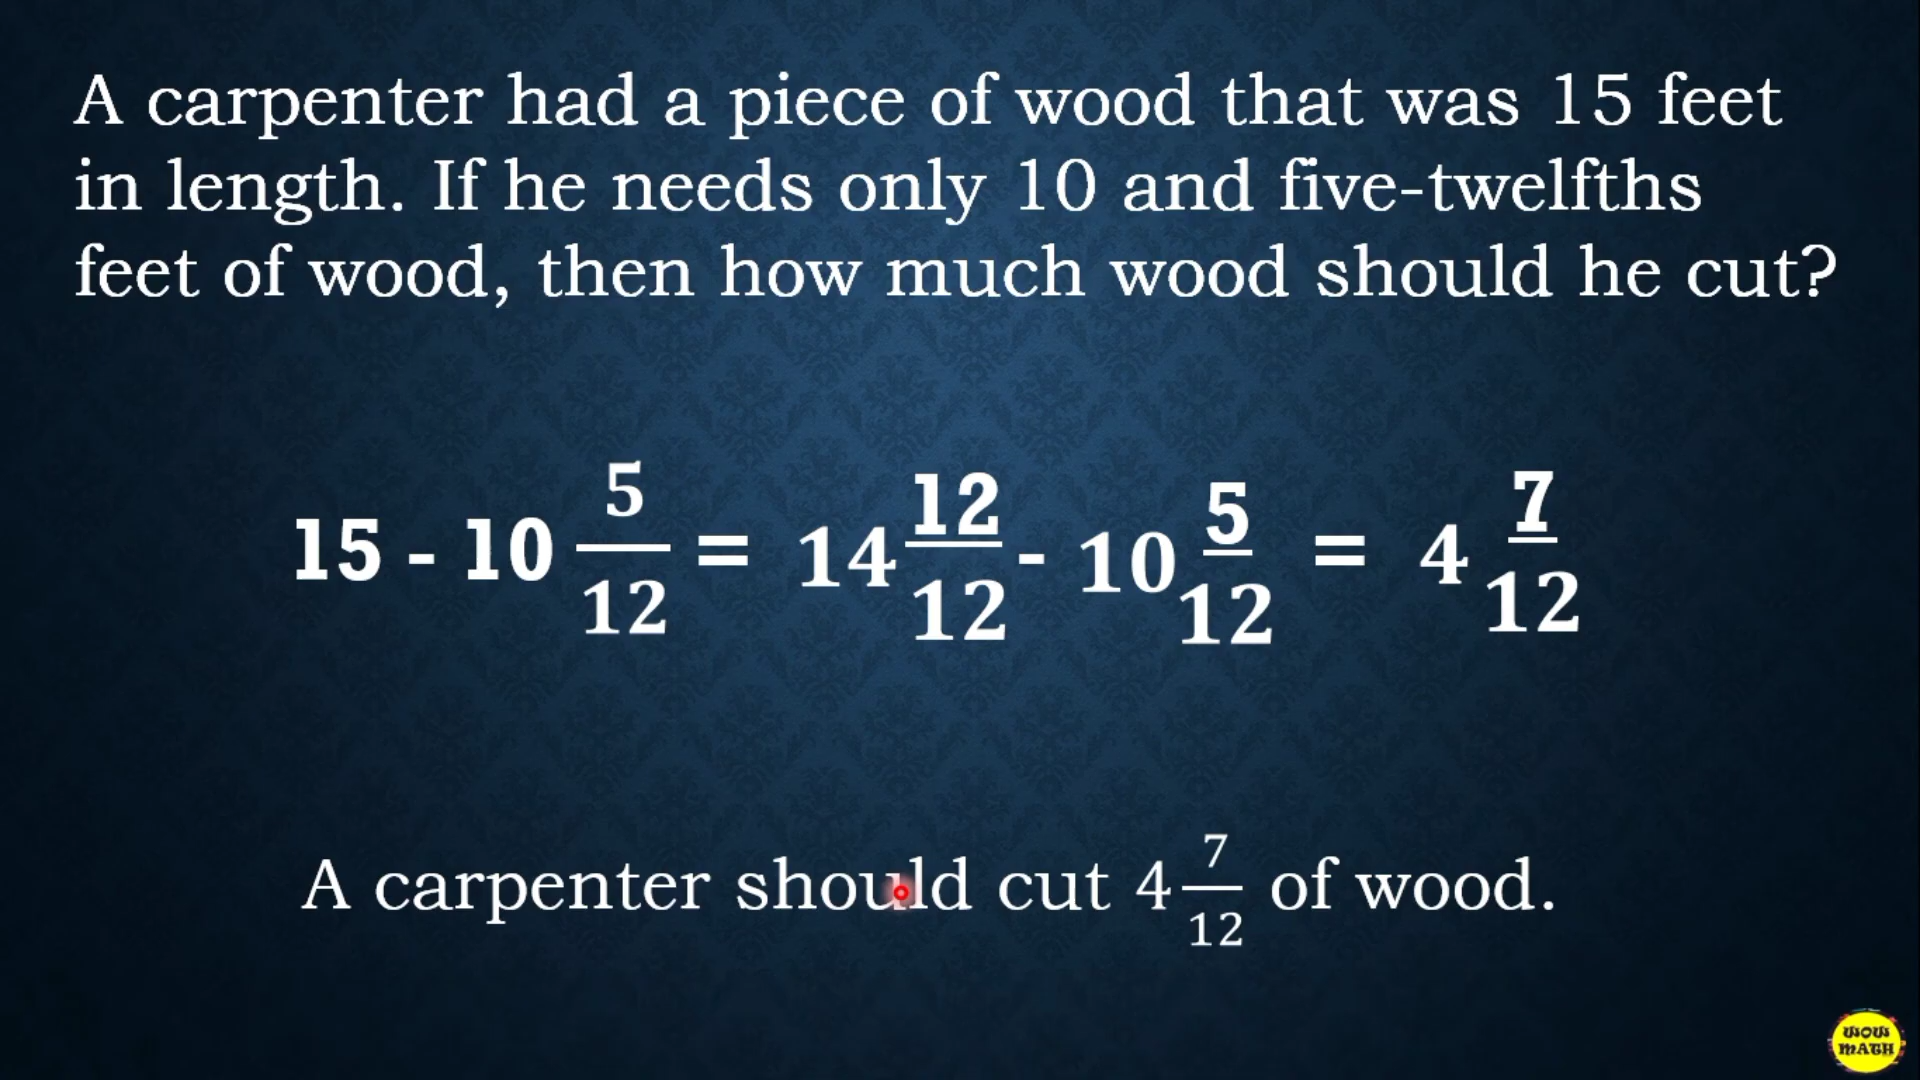 A carpenter had a piece of wood that was 15 feet
in length. If he needs only 10 and five-twelfths
feet of wood, then how much wood should he cut?
15 - 10 5/12 = 14 12/12 - 10 5/12 = 4 7/12
A carpenter should cut 4 7/12 of wood.
WOW
MATH